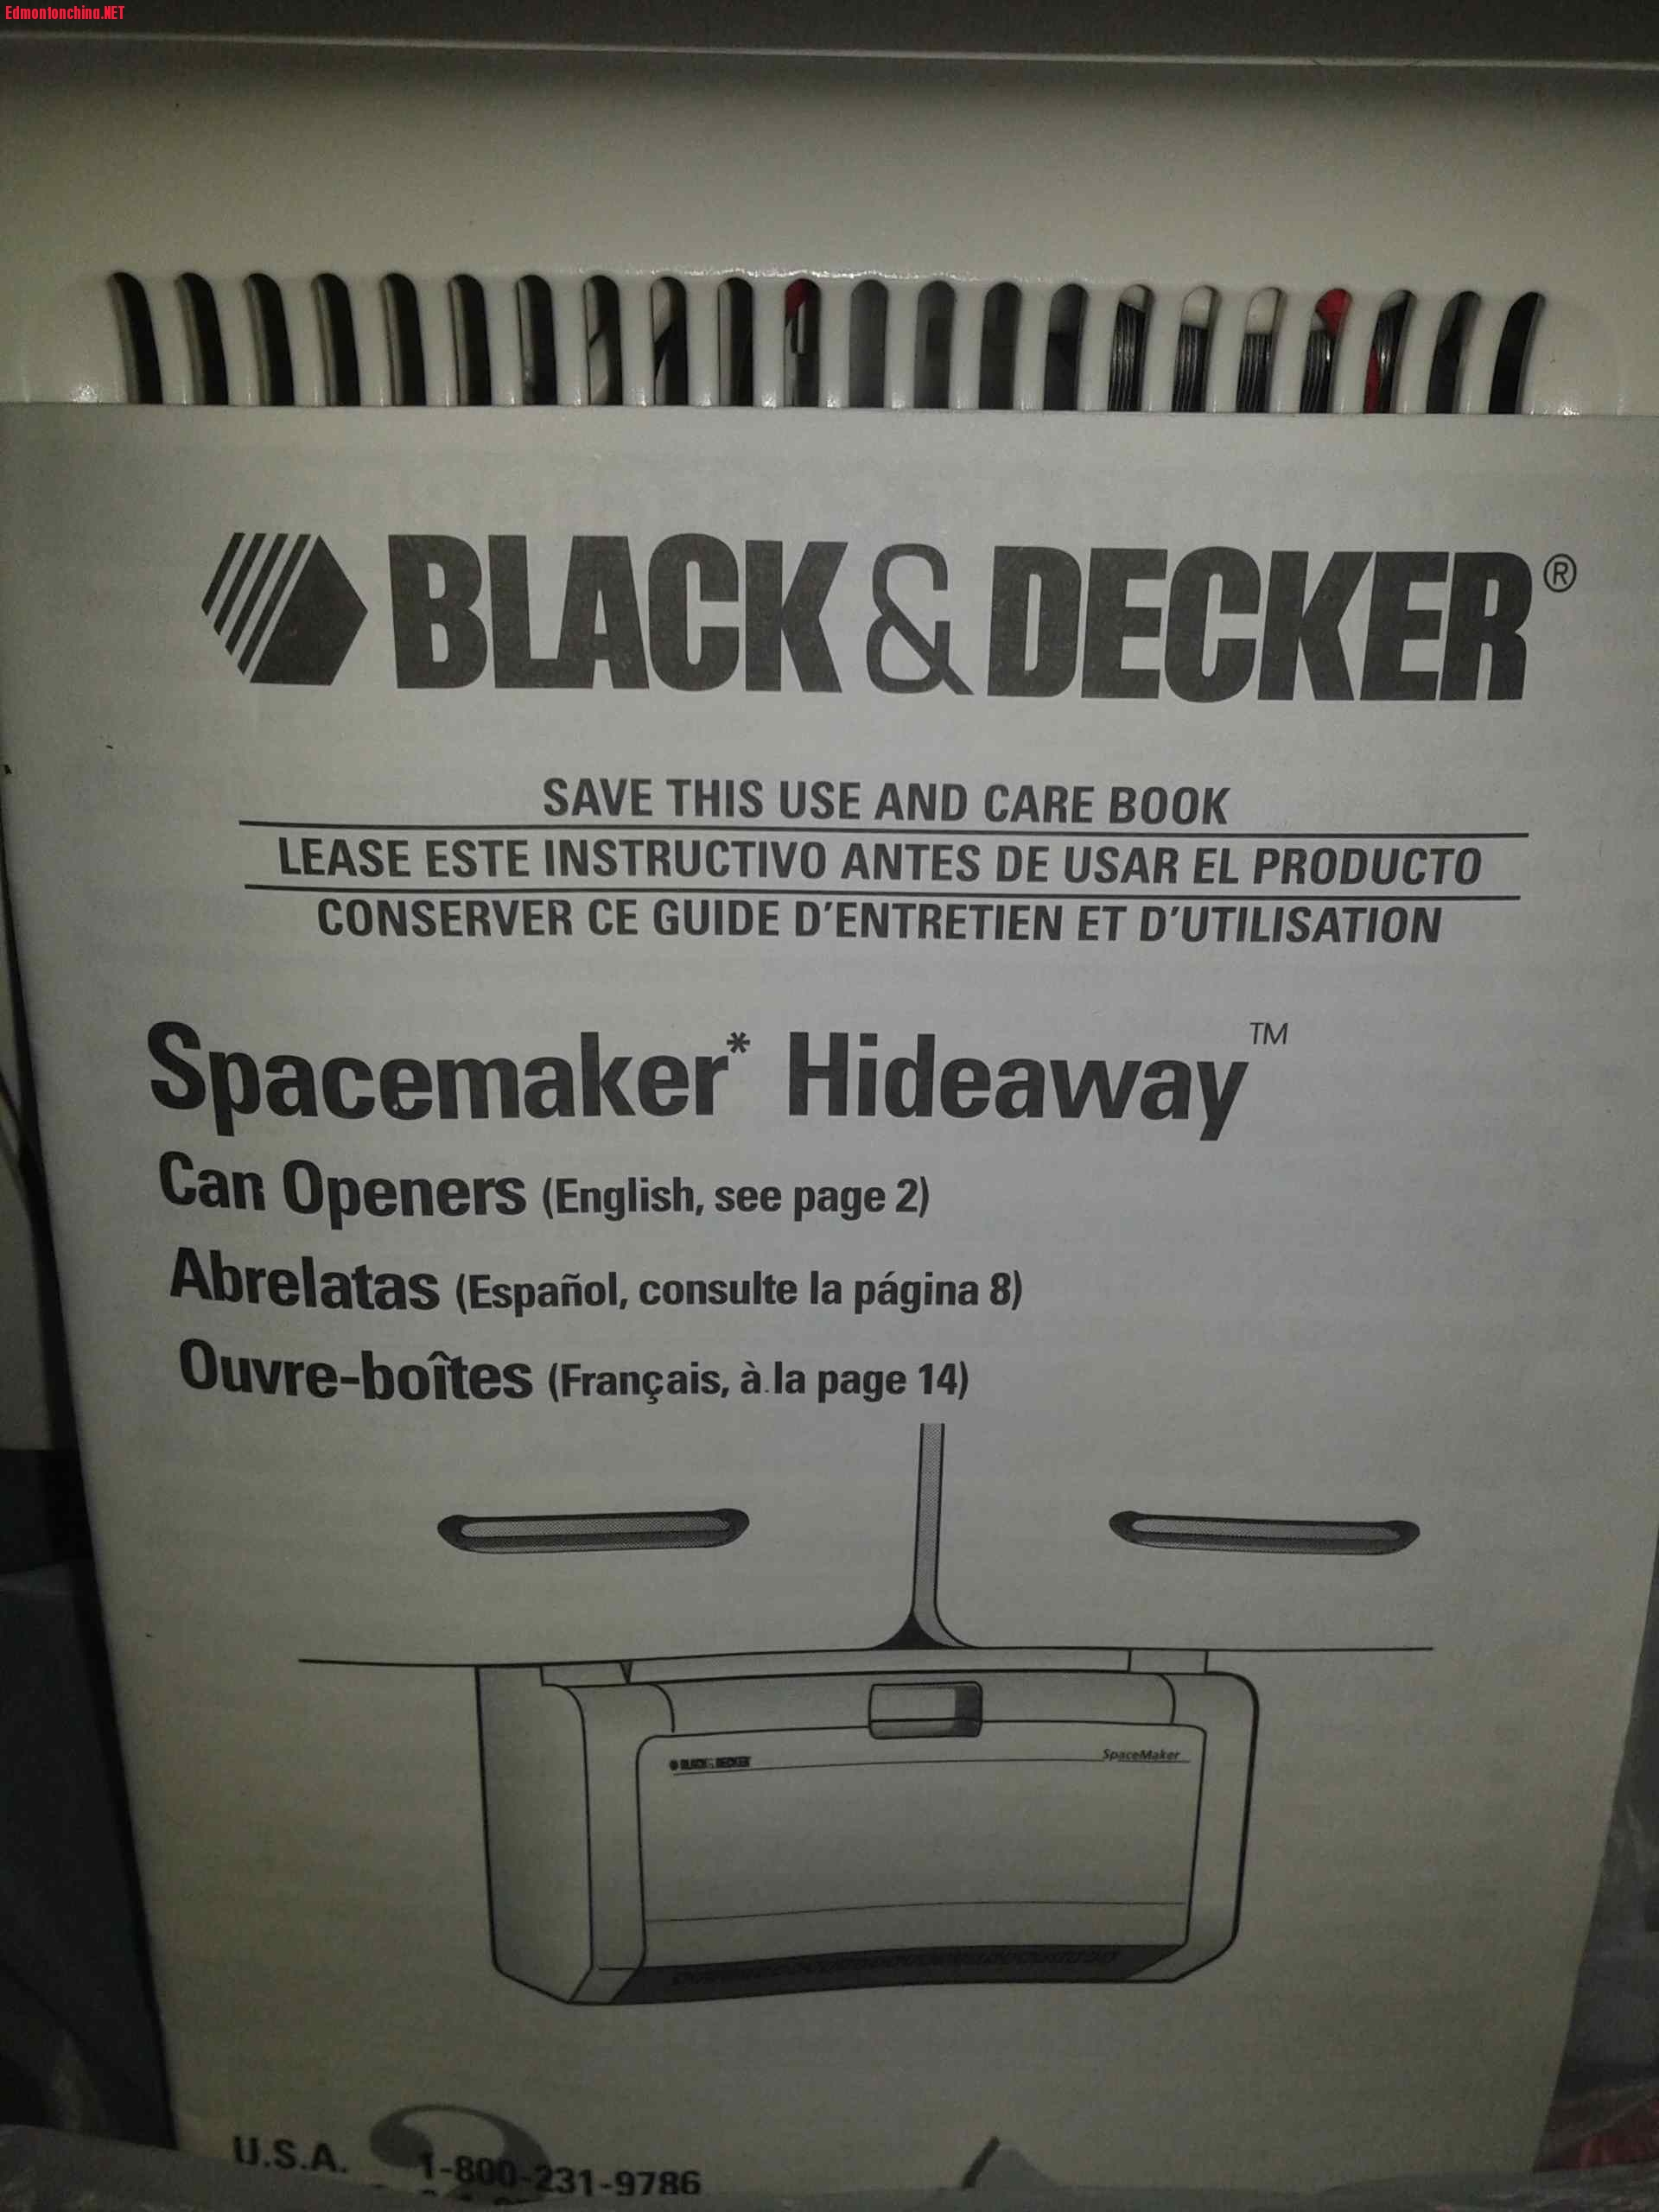 Edmontonchina.NET
BLACK & DECKER®
SAVE THIS USE AND CARE BOOK
LEASE ESTE INSTRUCTIVO ANTES DE USAR EL PRODUCTO
CONSERVER CE GUIDE D'ENTRETIEN ET D'UTILISATION
Spacemaker* Hideaway™
Can Openers (English, see page 2)
Abrelatas (Español, consulte la página 8)
Ouvre-boîtes (Français, à la page 14)
BLACK & DECKER SpaceMaker
U.S.A. 1-800-231-9786